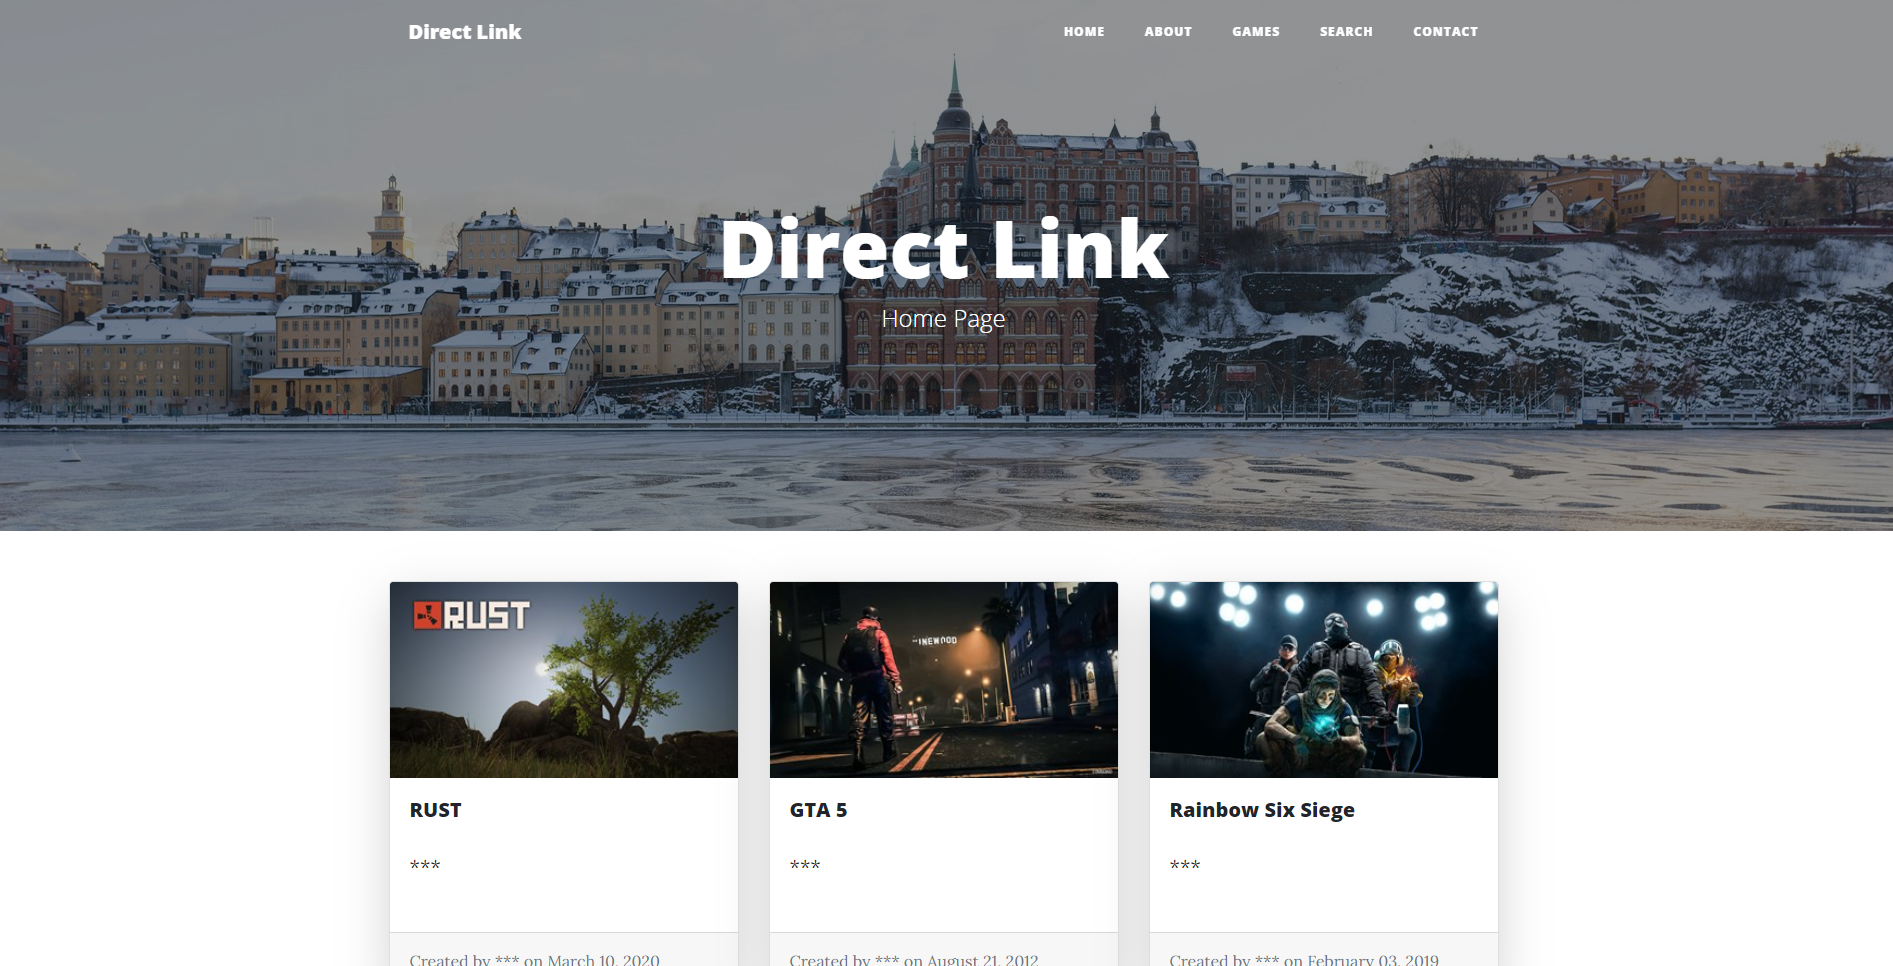 Direct Link
HOME ABOUT GAMES SEARCH CONTACT
Direct Link
Home Page
RUST
INEWOOD
RUST
***
Created by *** on March 10, 2020
GTA 5
***
Created by *** on August 21, 2012
Rainbow Six Siege
***
Created by *** on February 03, 2019